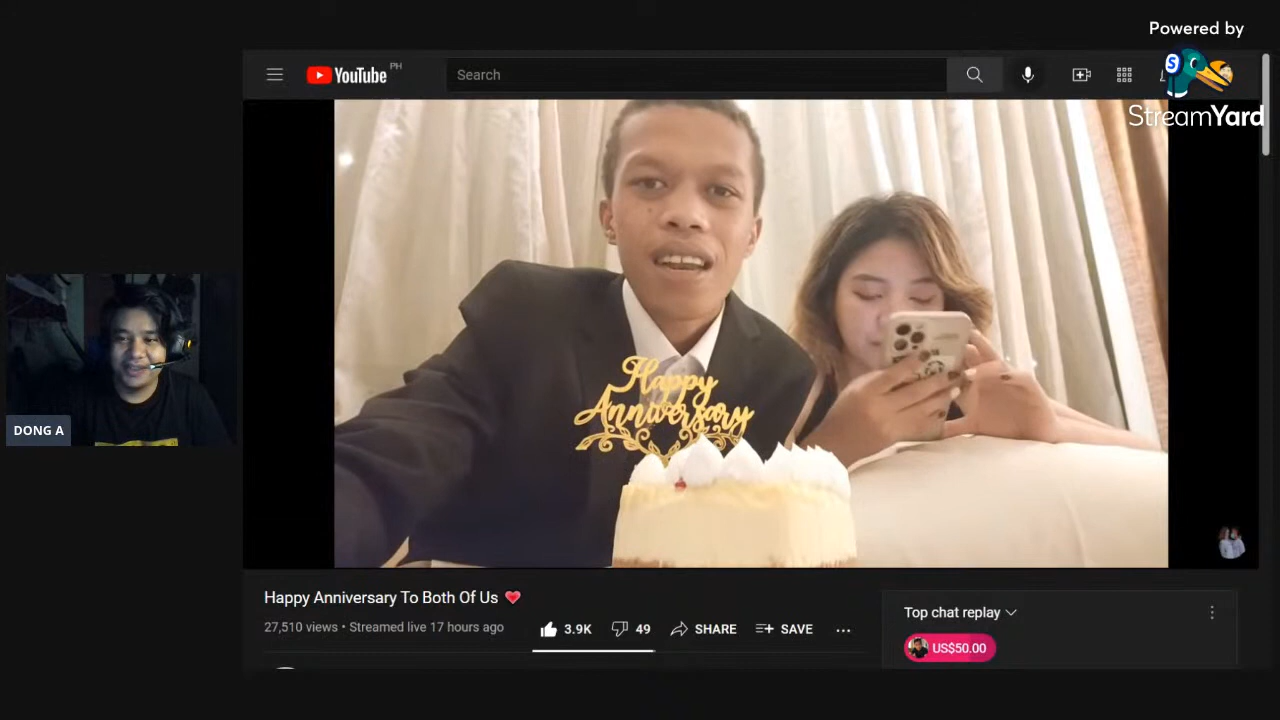 Powered by
StreamYard
YouTube PH
Search
Happy
Anniversary
DONG A
Happy Anniversary To Both Of Us
27,510 views • Streamed live 17 hours ago
3.9K
49
SHARE
SAVE
Top chat replay
US$50.00